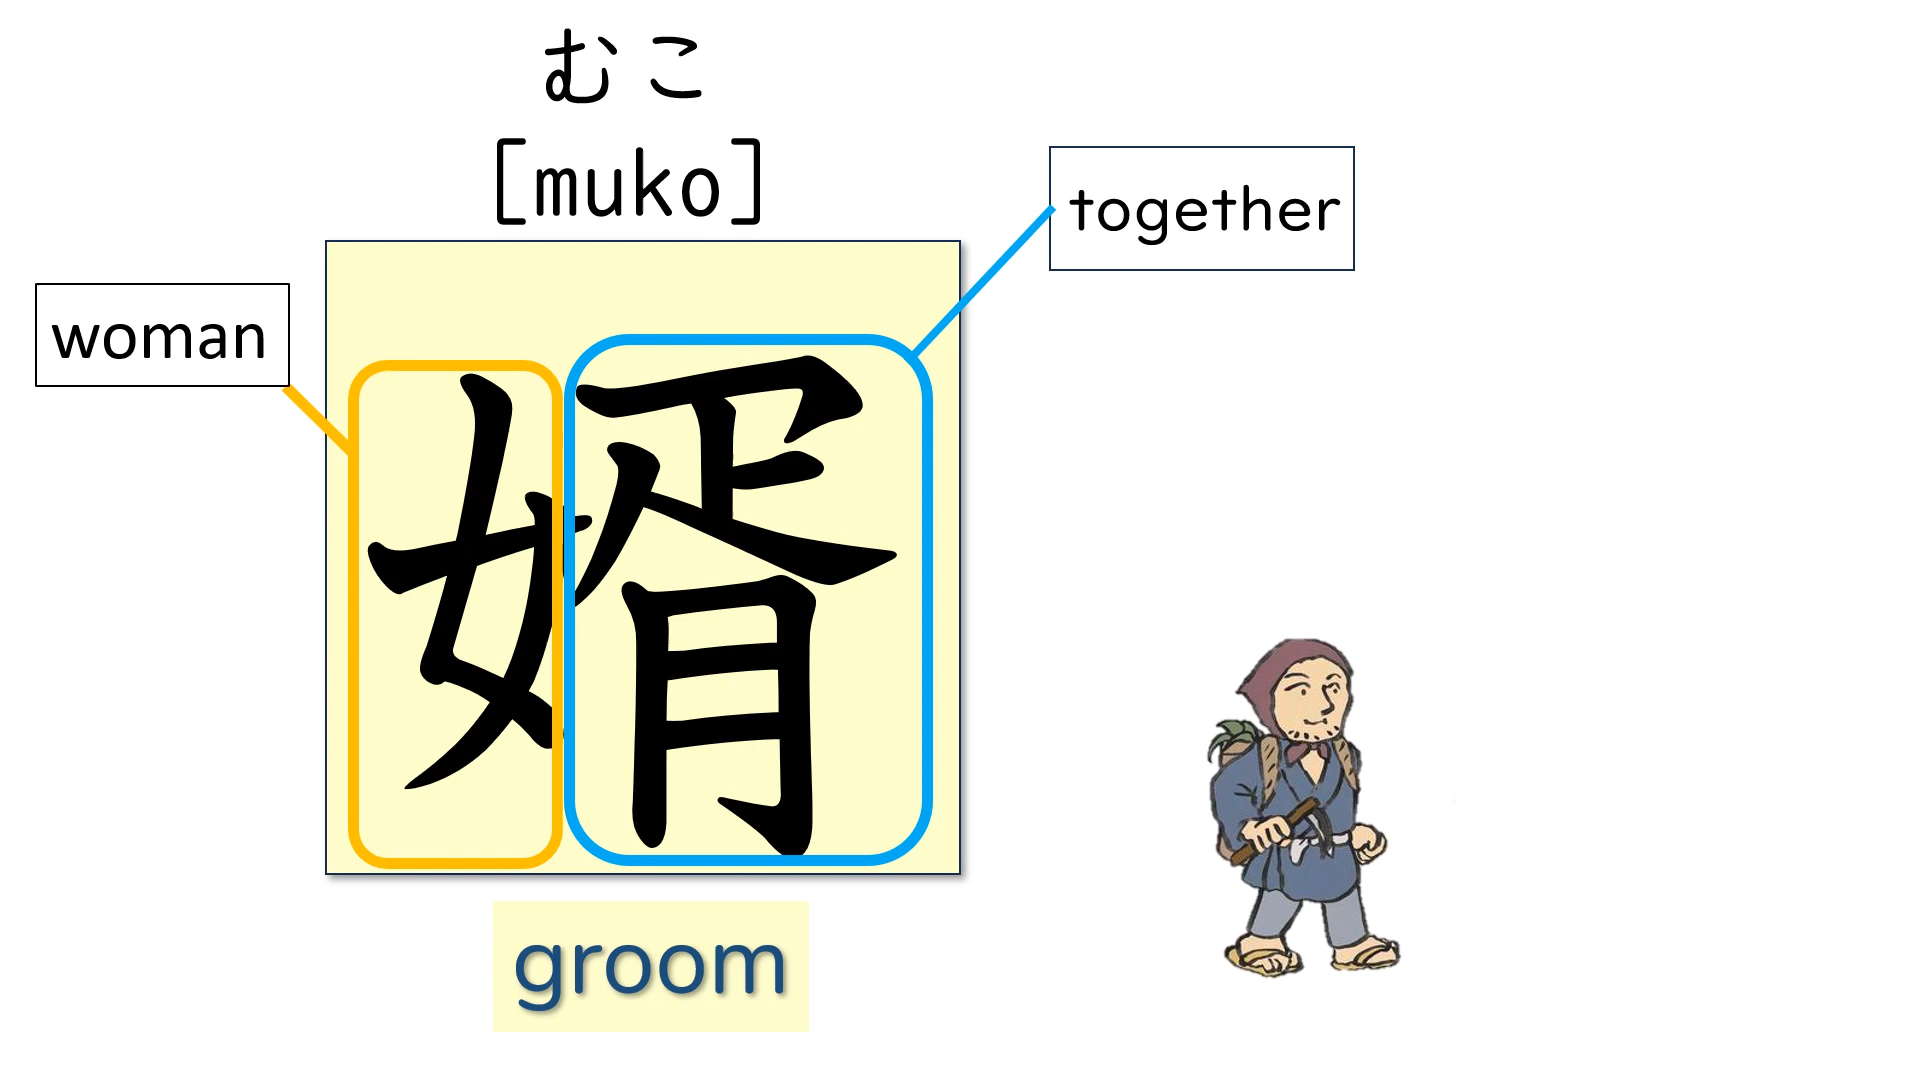 むこ
[muko]
together
woman
婿
groom